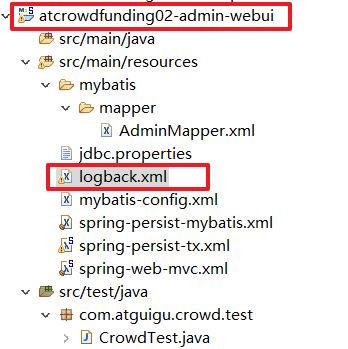 atcrowdfunding02-admin-webui
src/main/java
src/main/resources
mybatis
mapper
AdminMapper.xml
jdbc.properties
logback.xml
mybatis-config.xml
spring-persist-mybatis.xml
spring-persist-tx.xml
spring-web-mvc.xml
src/test/java
com.atguigu.crowd.test
CrowdTest.java